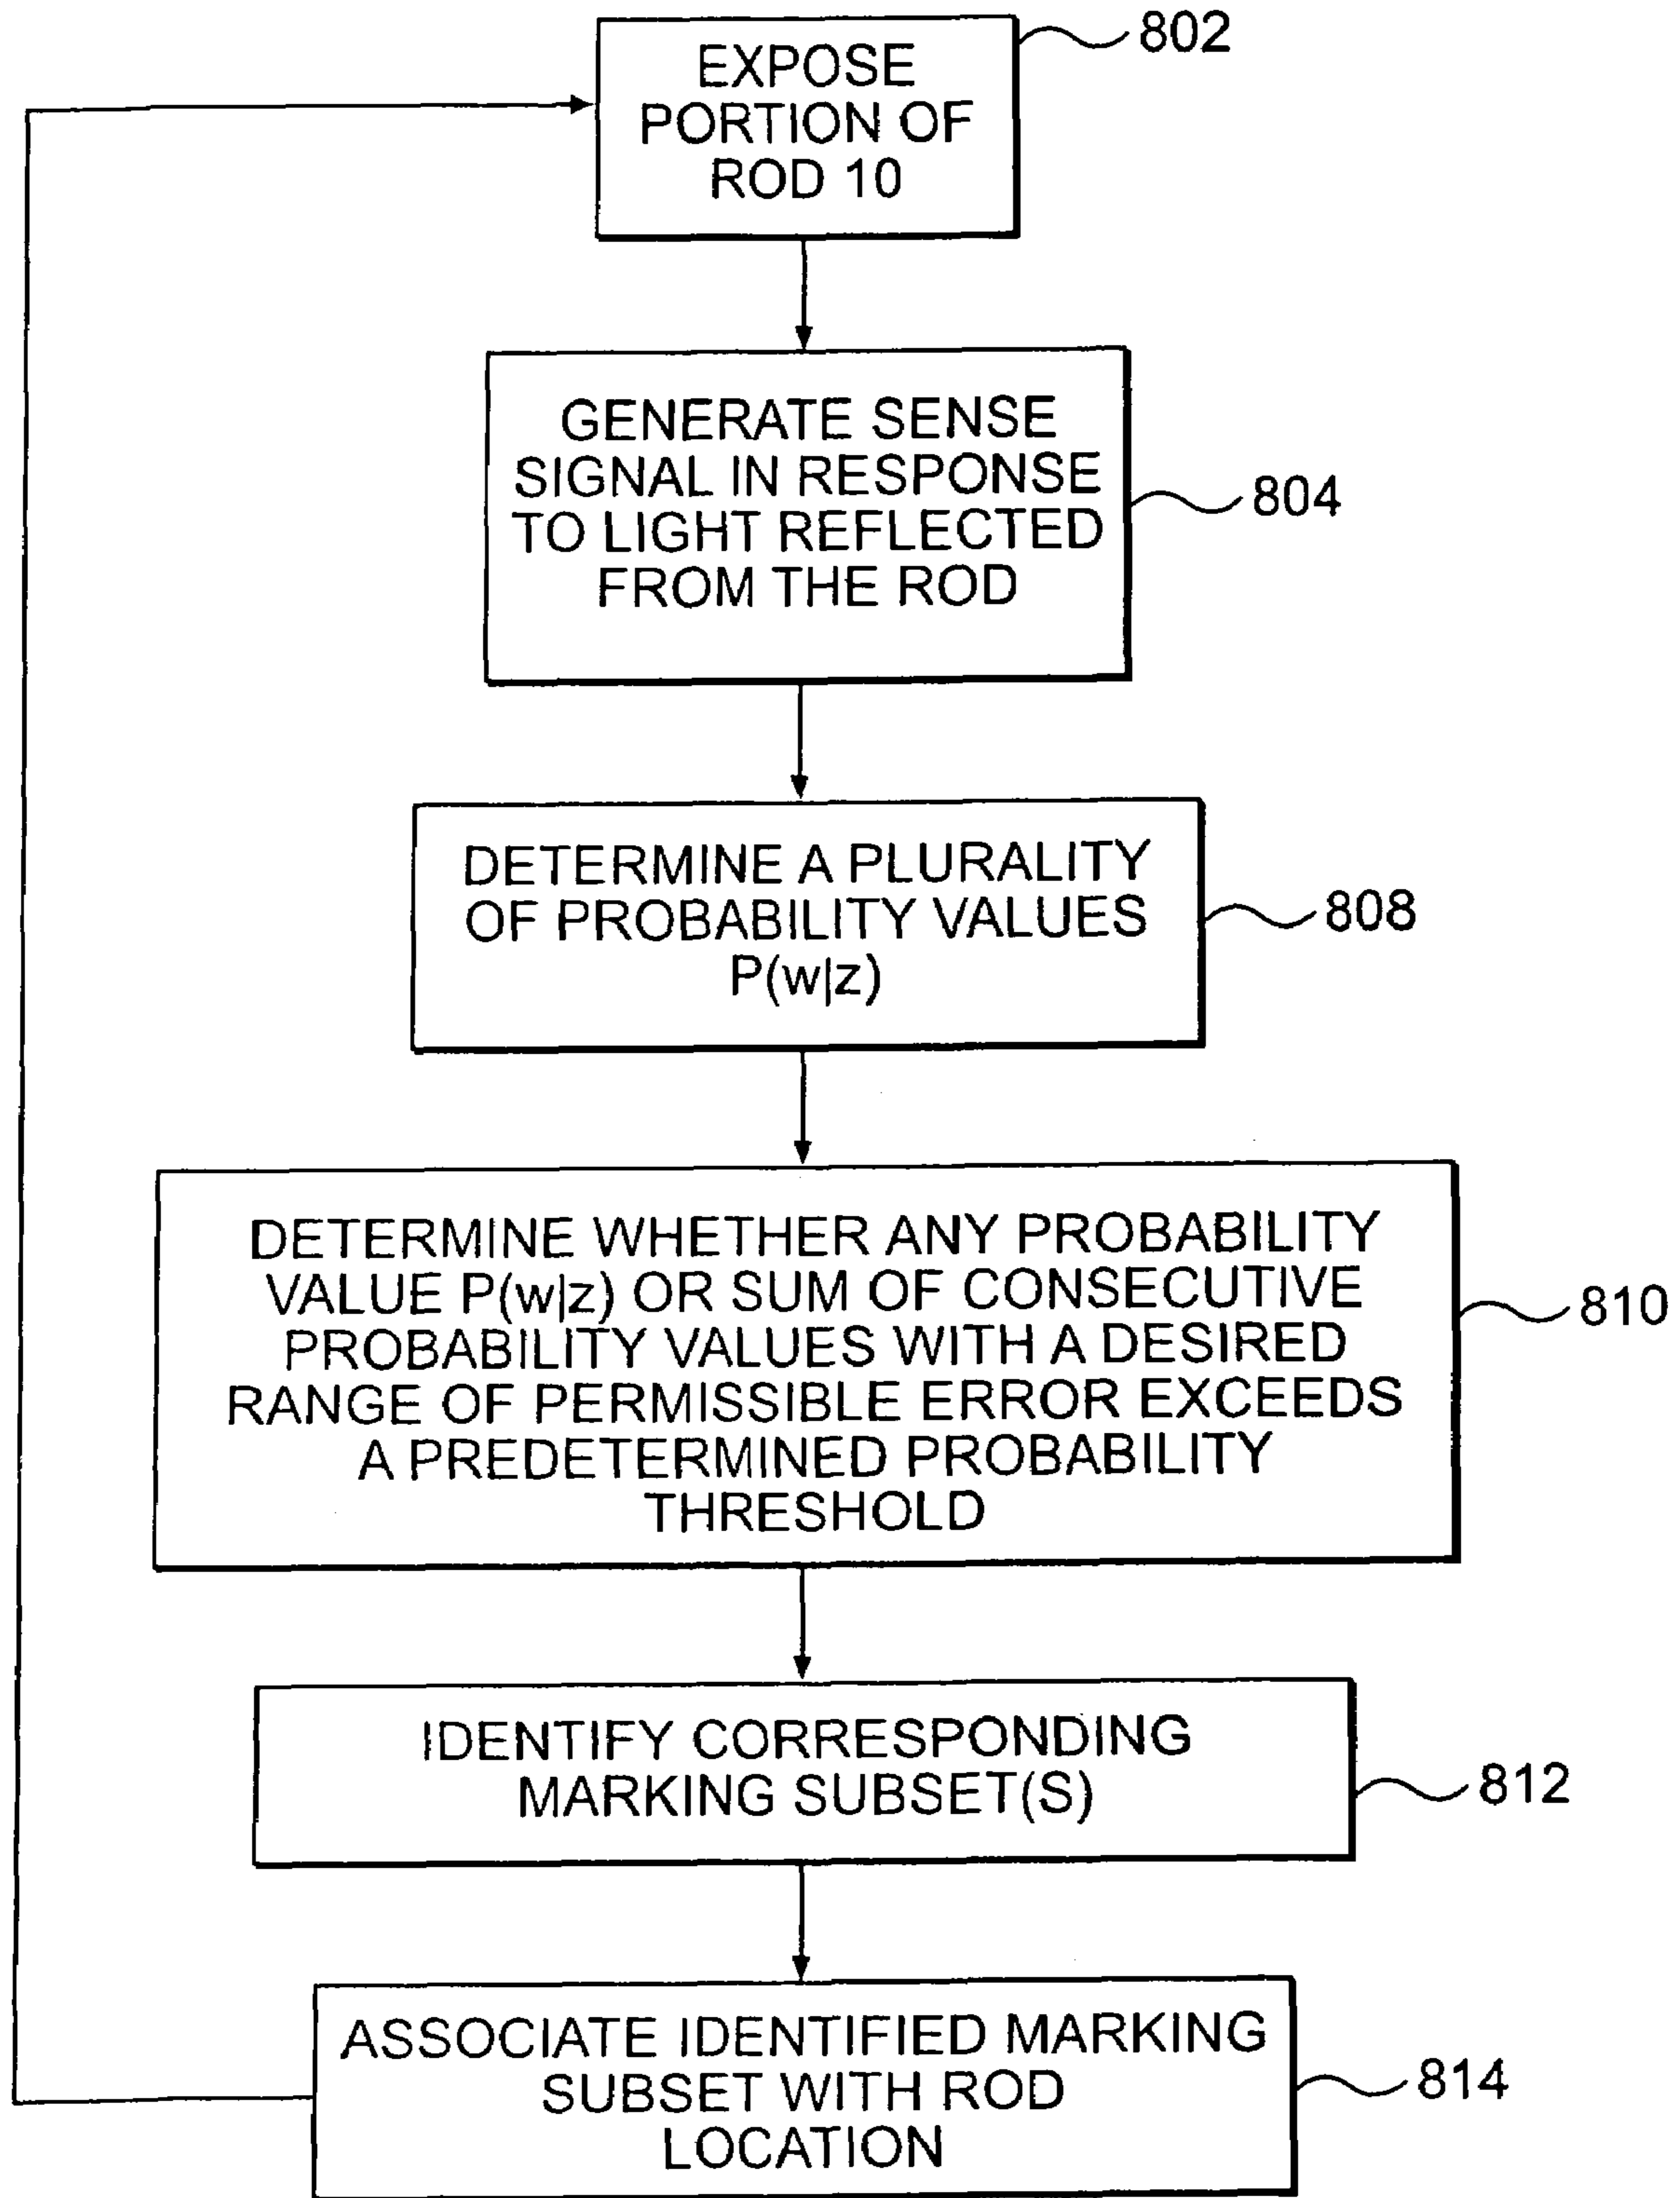 802
EXPOSE
PORTION OF
ROD 10
GENERATE SENSE
SIGNAL IN RESPONSE
TO LIGHT REFLECTED
FROM THE ROD
804
DETERMINE A PLURALITY
OF PROBABILITY VALUES
P(w|z)
808
DETERMINE WHETHER ANY PROBABILITY
VALUE P(w|z) OR SUM OF CONSECUTIVE
PROBABILITY VALUES WITH A DESIRED
RANGE OF PERMISSIBLE ERROR EXCEEDS
A PREDETERMINED PROBABILITY
THRESHOLD
810
IDENTIFY CORRESPONDING
MARKING SUBSET(S)
812
ASSOCIATE IDENTIFIED MARKING
SUBSET WITH ROD
LOCATION
814